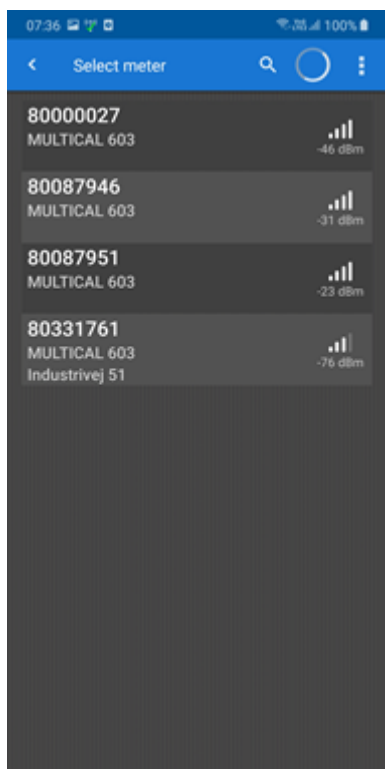 07:36 100%
Select meter
80000027
MULTICAL 603
-46 dBm
80087946
MULTICAL 603
-31 dBm
80087951
MULTICAL 603
-23 dBm
80331761
MULTICAL 603
-76 dBm
Industrivej 51